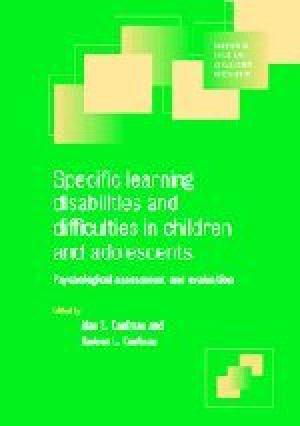 Specific learning
disabilities and
difficulties in children
and adolescents
Psychological assessment and evaluation
Edited by
Alan S. Kaufman and
Nadeen L. Kaufman